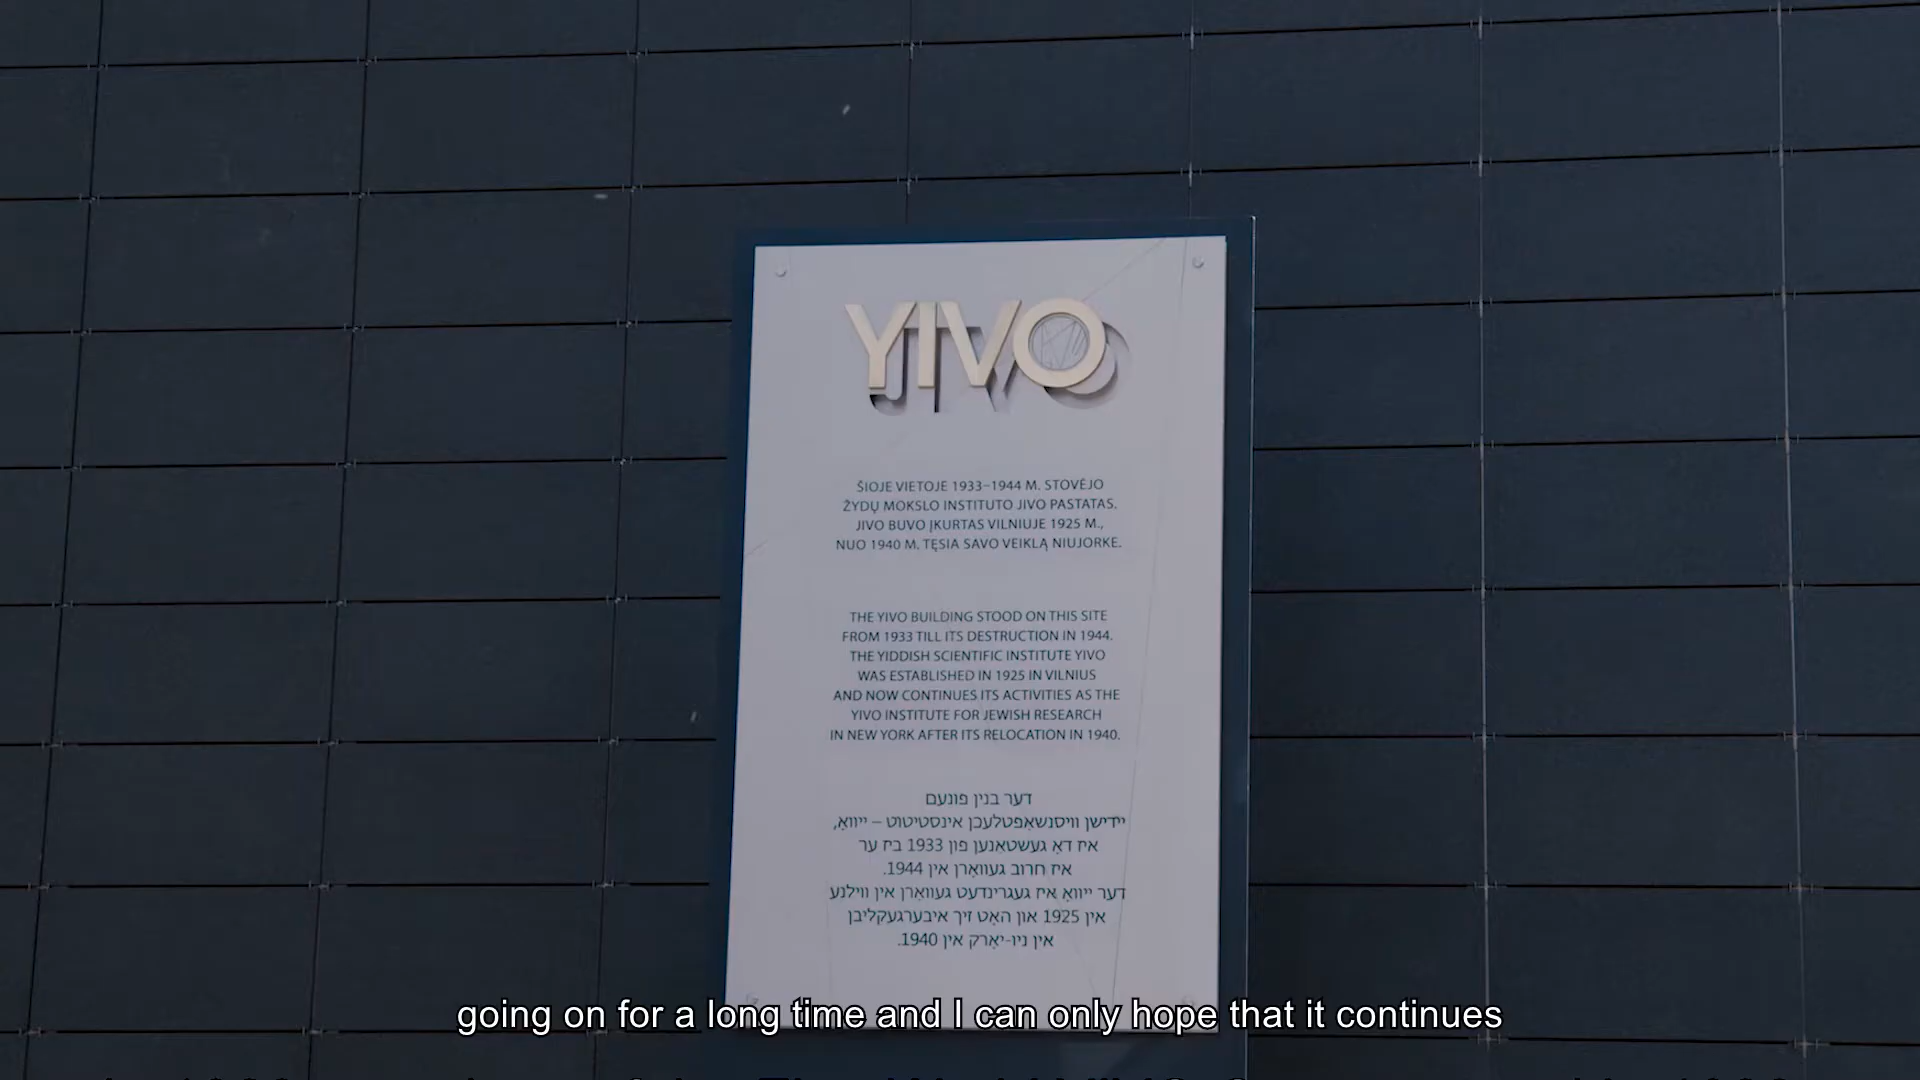 YIVO
ŠIOJE VIETOJE 1933–1944 M. STOVĖJO
ŽYDŲ MOKSLO INSTITUTO JIVO PASTATAS.
JIVO BUVO ĮKURTAS VILNIUJE 1925 M.,
NUO 1940 M. TĘSIA SAVO VEIKLĄ NIUJORKE.
THE YIVO BUILDING STOOD ON THIS SITE
FROM 1933 TILL ITS DESTRUCTION IN 1944.
THE YIDDISH SCIENTIFIC INSTITUTE YIVO
WAS ESTABLISHED IN 1925 IN VILNIUS
AND NOW CONTINUES ITS ACTIVITIES AS THE
YIVO INSTITUTE FOR JEWISH RESEARCH
IN NEW YORK AFTER ITS RELOCATION IN 1940.
דער בנין פונעם
ייִדישן וויסנשאַפטלעכן אינסטיטוט – ייִוואָ,
איז דאָ געשטאַנען פון 1933 ביז ער
איז חרוב געוואָרן אין 1944.
דער ייִוואָ איז געגרינדעט געוואָרן אין ווילנע
אין 1925 און האָט זיך איבערגעקליבן
אין ניו-יאָרק אין 1940.
going on for a long time and I can only hope that it continues